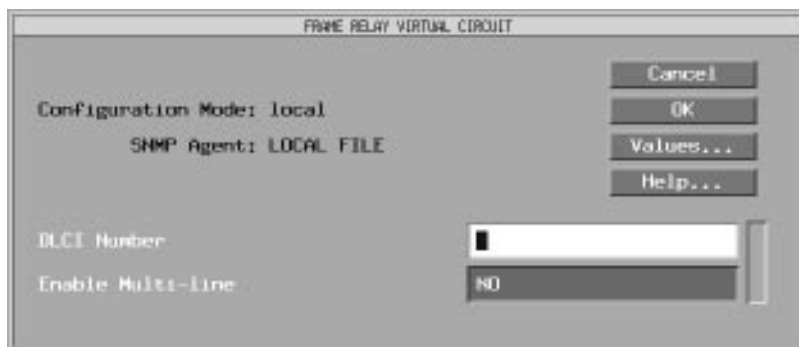 FRAME RELAY VIRTUAL CIRCUIT
Cancel
Configuration Mode: local
OK
SNMP Agent: LOCAL FILE
Values...
Help...
DLCI Number
Enable Multi-line
NO